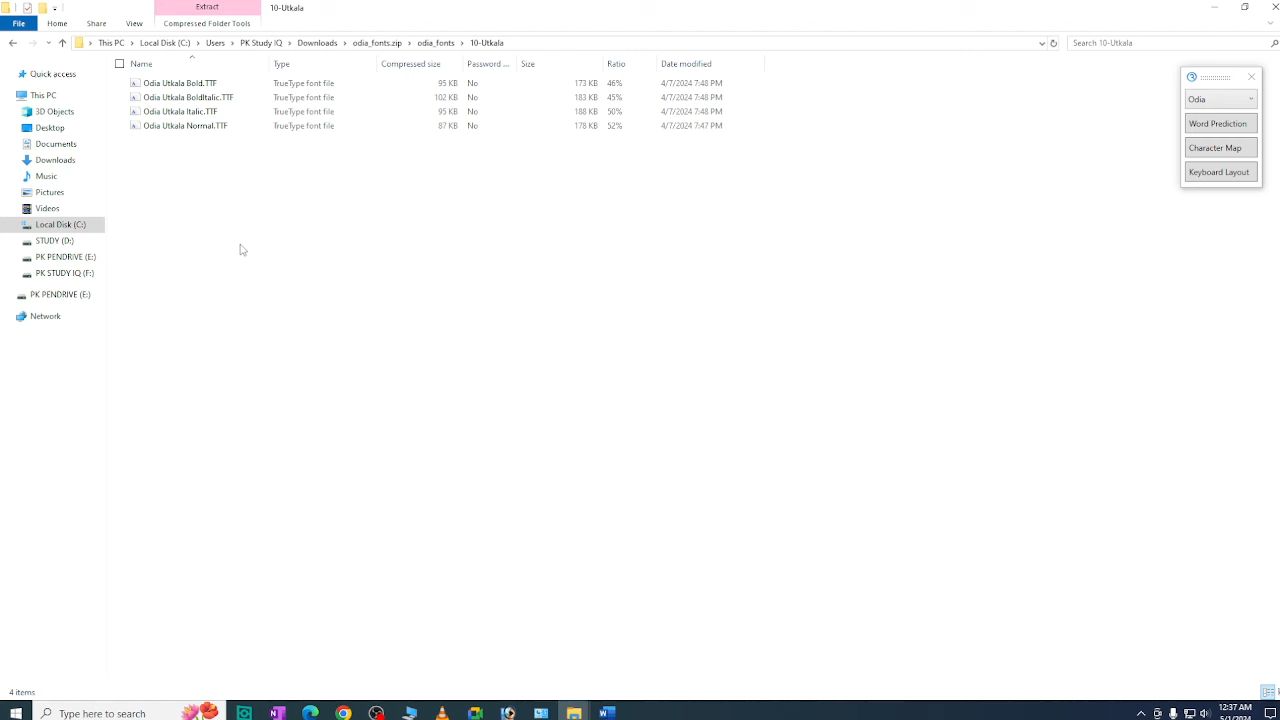 Extract
10-Utkala
File Home Share View Compressed Folder Tools
This PC Local Disk (C:) Users PK Study IQ Downloads odia_fonts.zip odia_fonts 10-Utkala
Search 10-Utkala
Name Type Compressed size Password ... Size Ratio Date modified
Odia Utkala Bold.TTF TrueType font file 95 KB No 173 KB 46% 4/7/2024 7:48 PM
Odia Utkala BoldItalic.TTF TrueType font file 102 KB No 183 KB 45% 4/7/2024 7:48 PM
Odia Utkala Italic.TTF TrueType font file 95 KB No 188 KB 50% 4/7/2024 7:48 PM
Odia Utkala Normal.TTF TrueType font file 87 KB No 178 KB 52% 4/7/2024 7:47 PM
Quick access
This PC
3D Objects
Desktop
Documents
Downloads
Music
Pictures
Videos
Local Disk (C:)
STUDY (D:)
PK PENDRIVE (E:)
PK STUDY IQ (F:)
PK PENDRIVE (E:)
Network
Odia
Word Prediction
Character Map
Keyboard Layout
4 items
Type here to search
12:37 AM